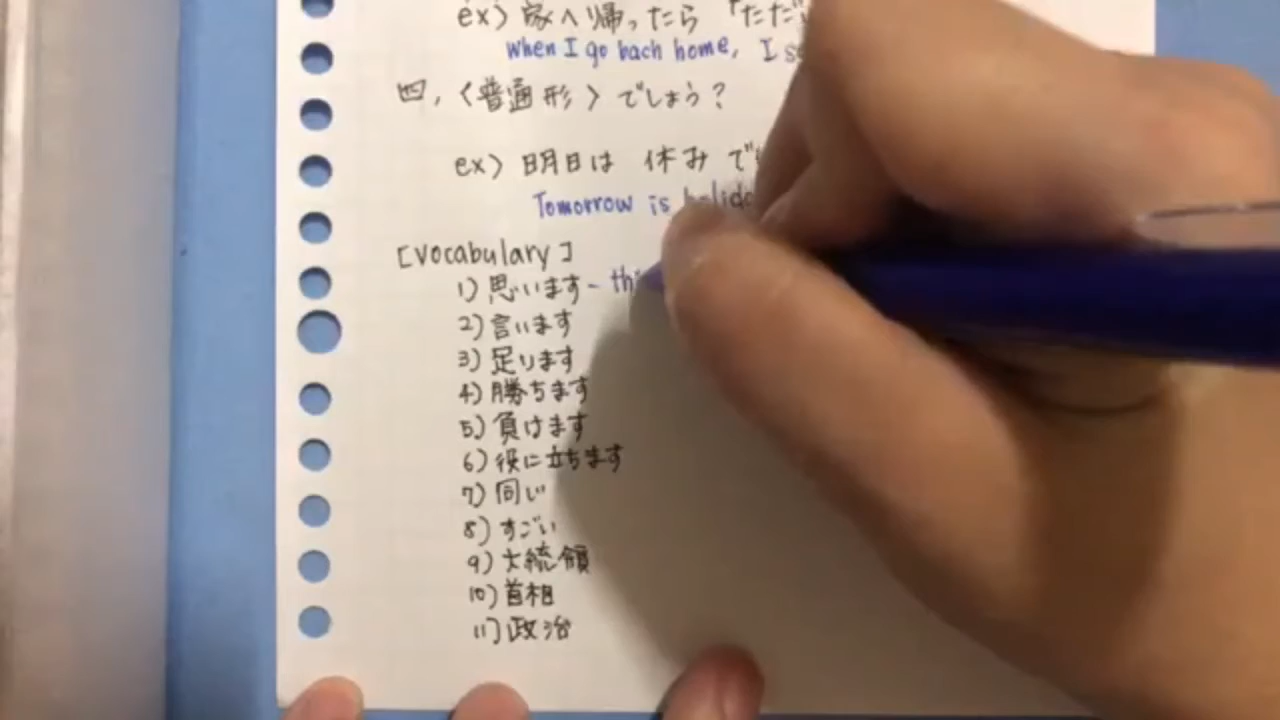 ex) 家へ帰ったら 「ただ
when I go bach home, I
四, 〈普通形〉でしょう?
ex) 明日は 休み
Tomorrow is
[Vocabulary]
1) 思います -
2) 言います
3) 足ります
4) 勝ちます
5) 負けます
6) 役に立ちます
7) 同じ
8) すごい
9) 大統領
10) 首相
11) 政治